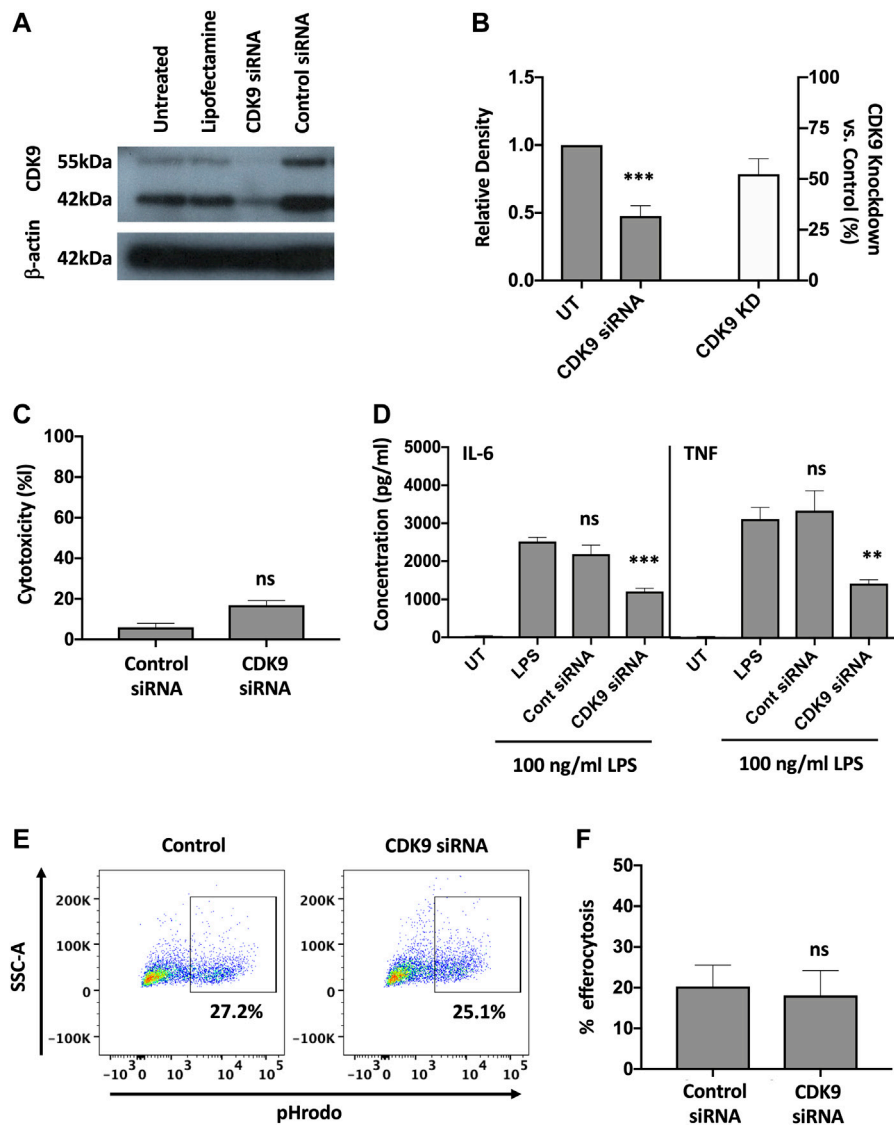 A
Untreated
Lipofectamine
CDK9 siRNA
Control siRNA
CDK9
55kDa
42kDa
β-actin
42kDa
B
Relative Density
1.5
1.0
0.5
0.0
***
100
75
50
25
0
CDK9 Knockdown
vs. Control (%)
UT
CDK9 siRNA
CDK9 KD
C
Cytotoxicity (%l)
100
80
60
40
20
0
ns
Control
siRNA
CDK9
siRNA
D
Concentration (pg/ml)
5000
4000
3000
2000
1000
0
IL-6
ns
***
TNF
ns
**
UT
LPS
Cont siRNA
CDK9 siRNA
UT
LPS
Cont siRNA
CDK9 siRNA
100 ng/ml LPS
100 ng/ml LPS
E
Control
CDK9 siRNA
SSC-A
200K
100K
0
-100K
27.2%
-10³ 0 10³ 10⁴ 10⁵
200K
100K
0
-100K
25.1%
-10³ 0 10³ 10⁴ 10⁵
pHrodo
F
% efferocytosis
50
40
30
20
10
0
ns
Control
siRNA
CDK9
siRNA